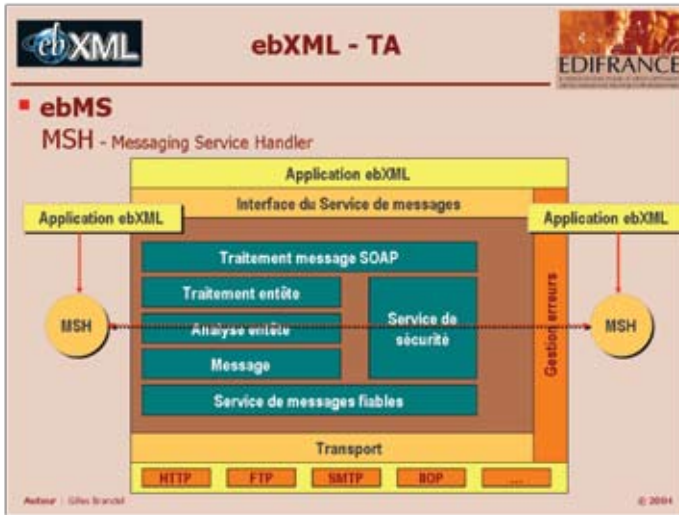 ebXML
ebXML - TA
EDIFRANCE
ebMS
MSH - Messaging Service Handler
Application ebXML
Interface du Service de messages
Application ebXML
Application ebXML
Traitement message SOAP
Traitement entête
Analyse entête
Message
Service de sécurité
Service de messages fiables
Gestion erreurs
MSH
MSH
Transport
HTTP
FTP
SMTP
IIOP
...
Auteur : Gilles Brandel
© 2004